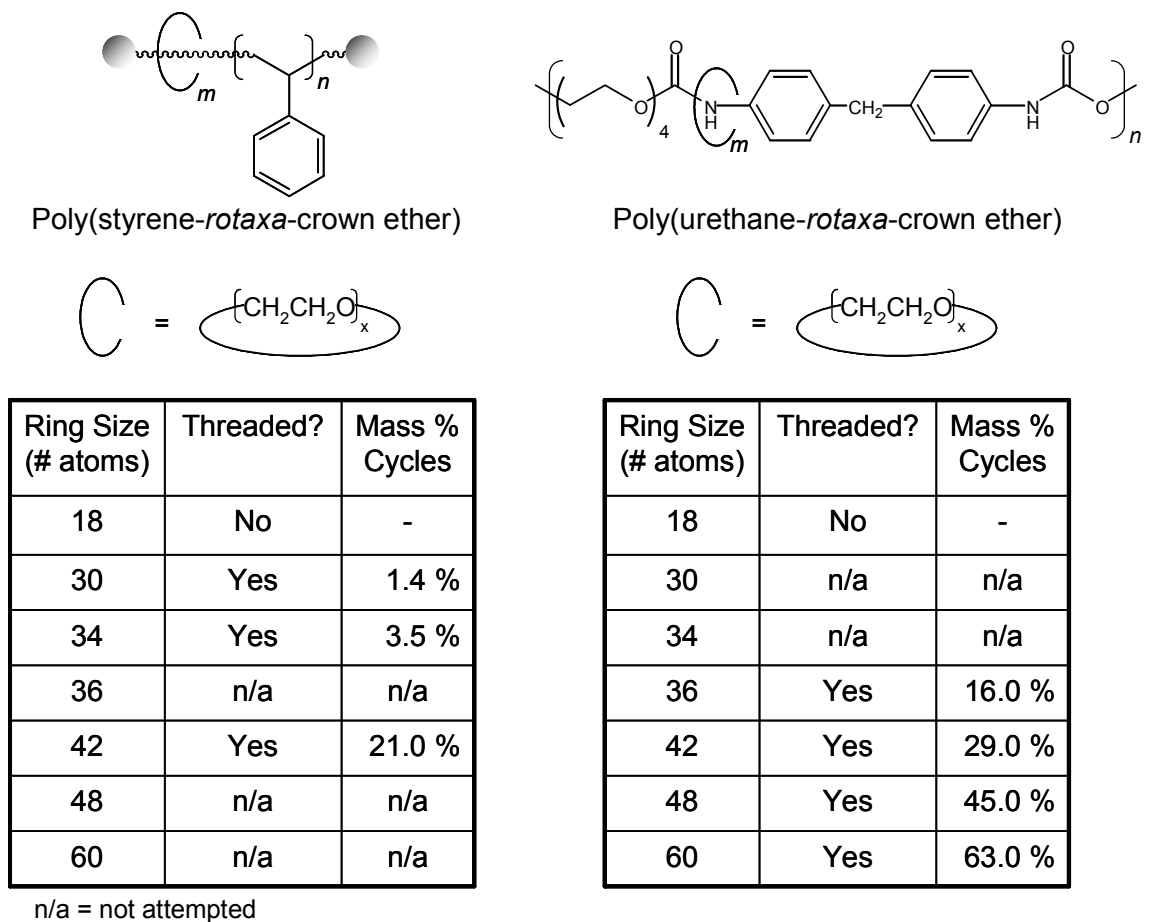 m
n
O
O
4
N
H
m
CH2
N
H
O
O
n
Poly(styrene-rotaxa-crown ether)
Poly(urethane-rotaxa-crown ether)
= (CH2CH2O)x
= (CH2CH2O)x
Ring Size (# atoms) Threaded? Mass % Cycles
18 No -
30 Yes 1.4 %
34 Yes 3.5 %
36 n/a n/a
42 Yes 21.0 %
48 n/a n/a
60 n/a n/a
n/a = not attempted
Ring Size (# atoms) Threaded? Mass % Cycles
18 No -
30 n/a n/a
34 n/a n/a
36 Yes 16.0 %
42 Yes 29.0 %
48 Yes 45.0 %
60 Yes 63.0 %